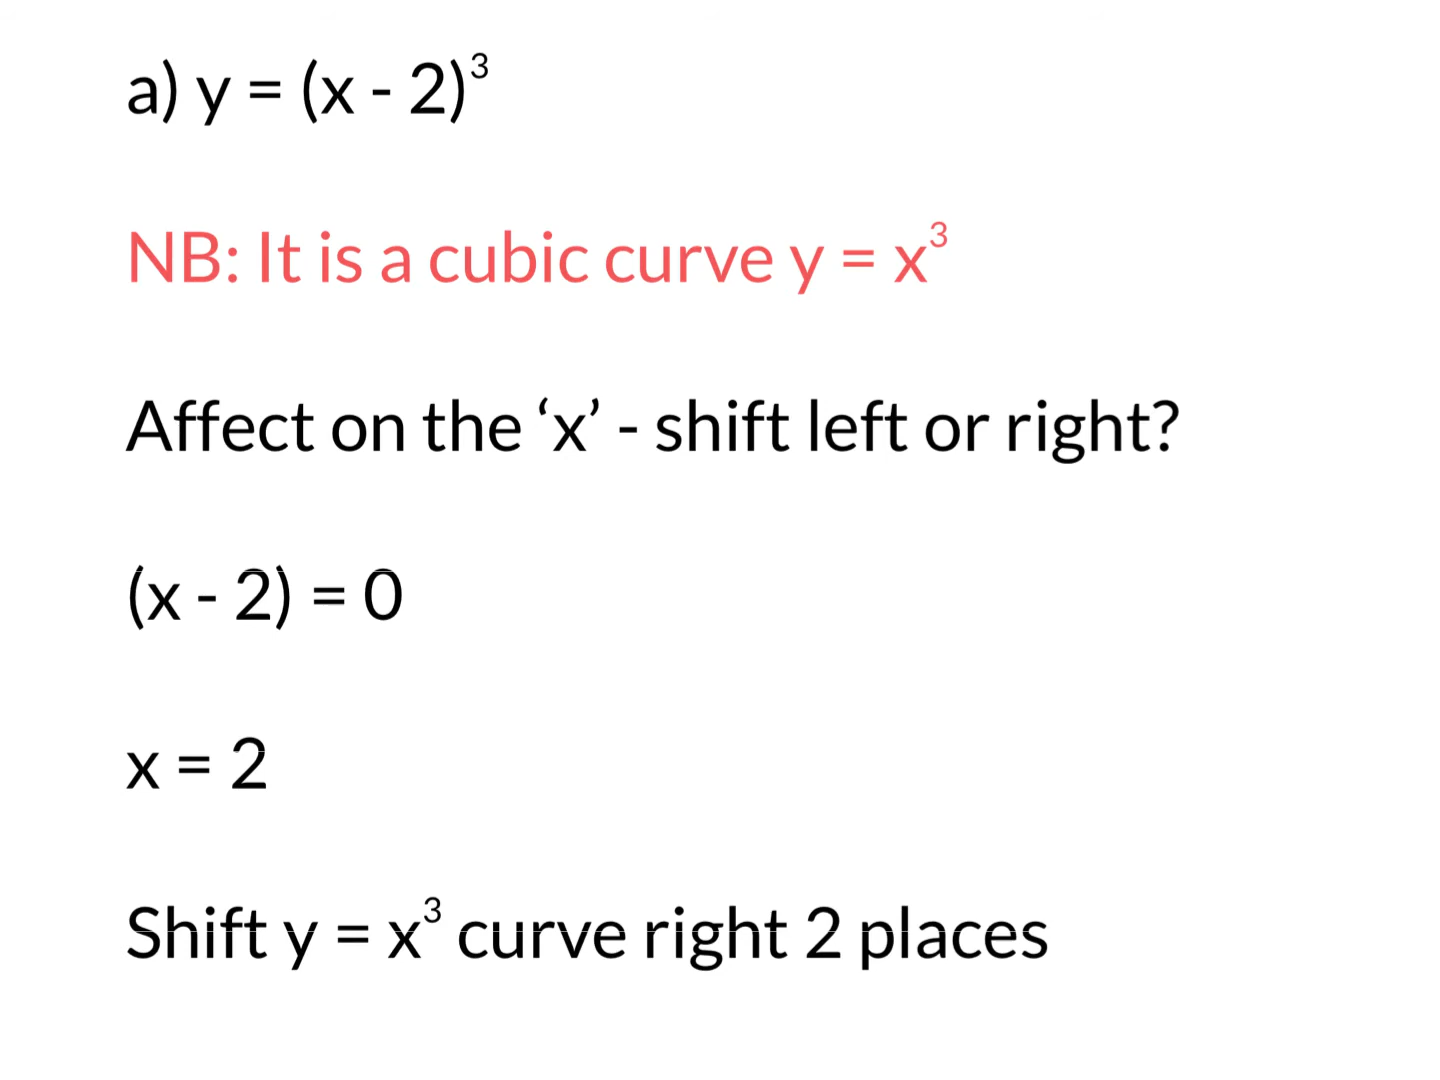 a) y = (x - 2)³
NB: It is a cubic curve y = x³
Affect on the ‘x’ - shift left or right?
(x - 2) = 0
x = 2
Shift y = x³ curve right 2 places